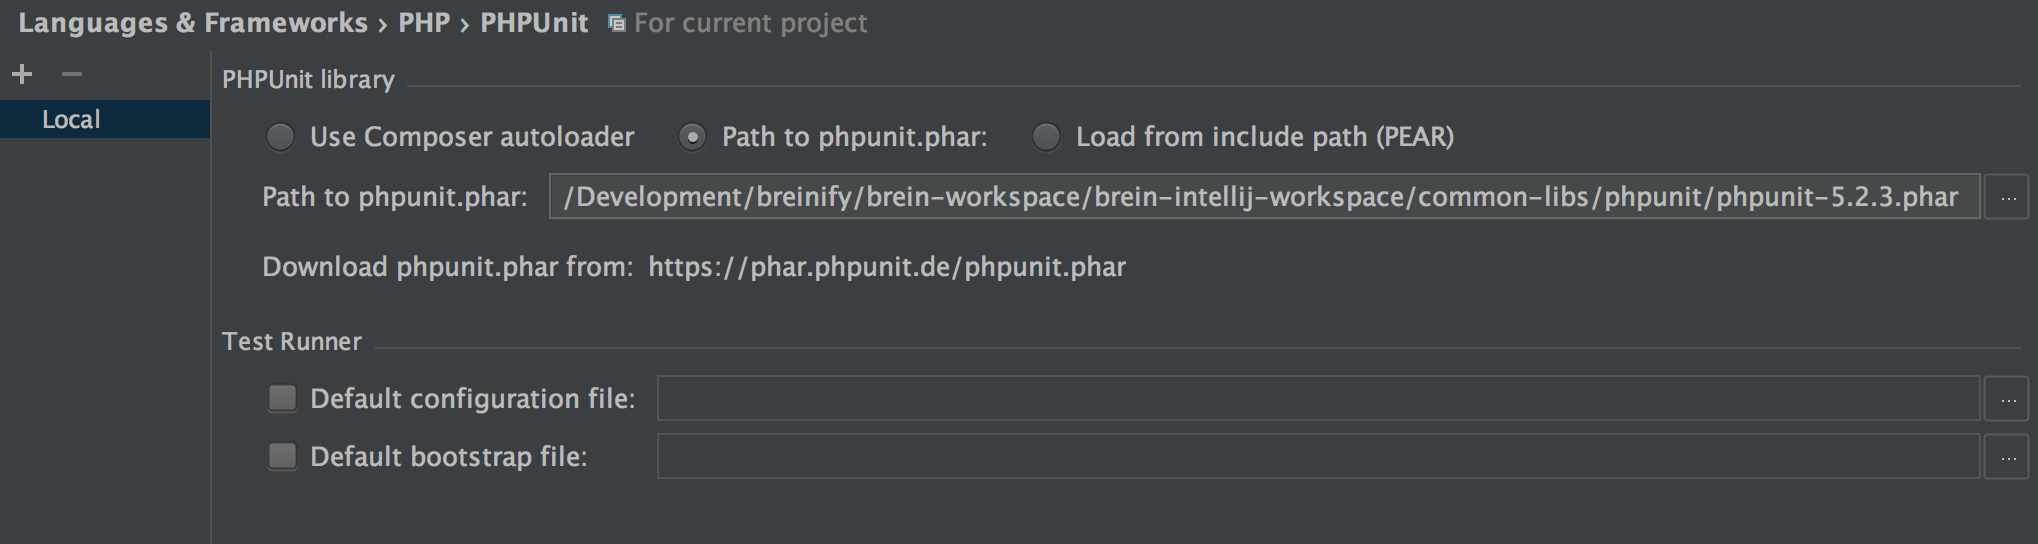 Languages & Frameworks › PHP › PHPUnit For current project
Local
PHPUnit library
Use Composer autoloader Path to phpunit.phar: Load from include path (PEAR)
Path to phpunit.phar: /Development/breinify/brein-workspace/brein-intellij-workspace/common-libs/phpunit/phpunit-5.2.3.phar ...
Download phpunit.phar from: https://phar.phpunit.de/phpunit.phar
Test Runner
Default configuration file: ...
Default bootstrap file: ...